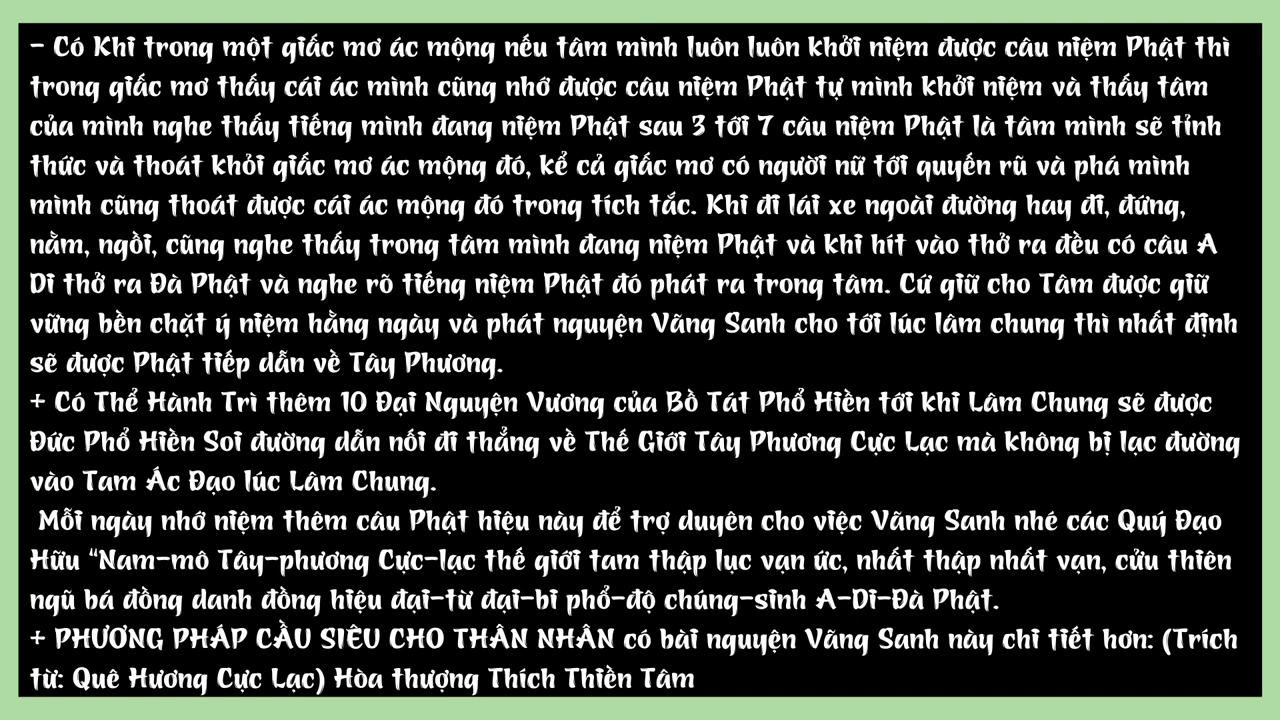 - Có Khi trong một giấc mơ ác mộng nếu tâm mình luôn luôn khởi niệm được câu niệm Phật thì
trong giấc mơ thấy cái ác mình cũng nhớ được câu niệm Phật tự mình khởi niệm và thấy tâm
của mình nghe thấy tiếng mình đang niệm Phật sau 3 tới 7 câu niệm Phật là tâm mình sẽ tỉnh
thức và thoát khỏi giấc mơ ác mộng đó, kể cả giấc mơ có người nữ tới quyến rũ và phá mình
mình cũng thoát được cái ác mộng đó trong tích tắc. Khi đi lái xe ngoài đường hay đi, đứng,
nằm, ngồi, cũng nghe thấy trong tâm mình đang niệm Phật và khi hít vào thở ra đều có câu A
Di thở ra Đà Phật và nghe rõ tiếng niệm Phật đó phát ra trong tâm. Cứ giữ cho Tâm được giữ
vững bền chặt ý niệm hằng ngày và phát nguyện Vãng Sanh cho tới lúc lâm chung thì nhất định
sẽ được Phật tiếp dẫn về Tây Phương.
+ Có Thể Hành Trì thêm 10 Đại Nguyện Vương của Bồ Tát Phổ Hiền tới khi Lâm Chung sẽ được
Đức Phổ Hiền Soi đường dẫn nối đi thẳng về Thế Giới Tây Phương Cực Lạc mà không bị lạc đường
vào Tam Ác Đạo lúc Lâm Chung.
Mỗi ngày nhớ niệm thêm câu Phật hiệu này để trợ duyên cho việc Vãng Sanh nhé các Quý Đạo
Hữu "Nam-mô Tây-phương Cực-lạc thế giới tam thập lục vạn ức, nhất thập nhất vạn, cửu thiên
ngũ bá đồng danh đồng hiệu đại-từ đại-bi phổ-độ chúng-sinh A-Di-Đà Phật.
+ PHƯƠNG PHÁP CẦU SIÊU CHO THÂN NHÂN có bài nguyện Vãng Sanh này chi tiết hơn: (Trích
từ: Quê Hương Cực Lạc) Hòa thượng Thích Thiền Tâm